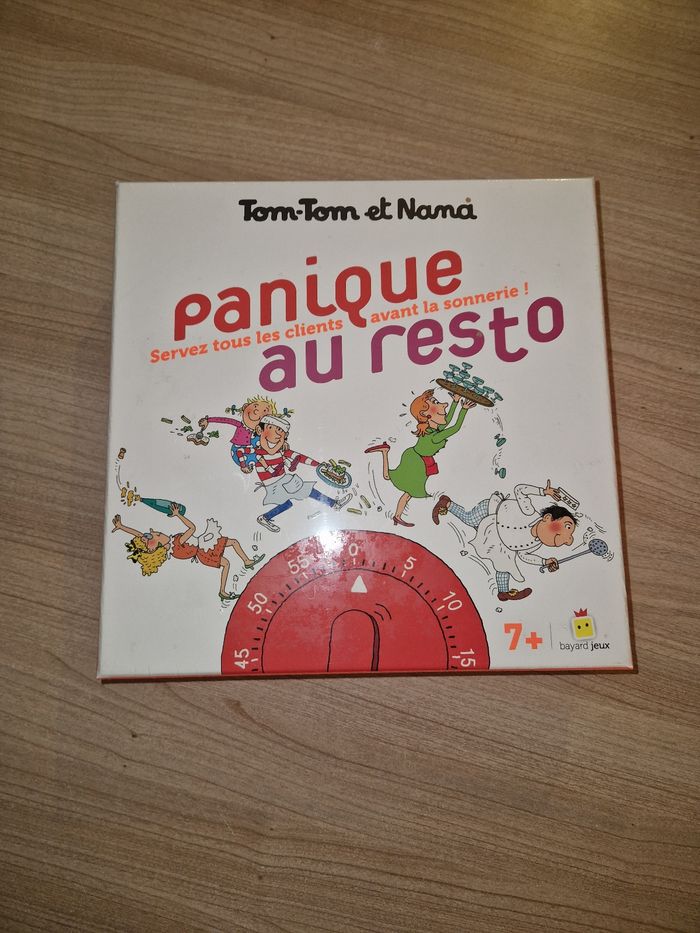 Tom-Tom et Nana
panique
Servez tous les clients avant la sonnerie !
au resto
45
50
55
0
5
10
15
7+
bayard jeux